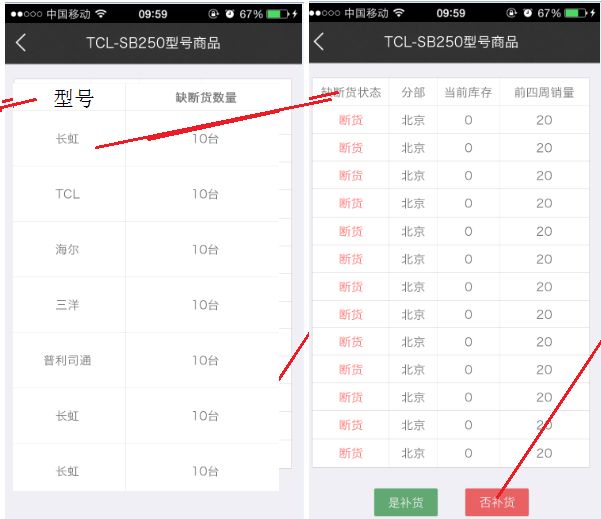 中国移动 09:59 67%
TCL-SB250型号商品
型号 缺断货数量
长虹 10台
TCL 10台
海尔 10台
三洋 10台
普利司通 10台
长虹 10台
长虹 10台
中国移动 09:59 67%
TCL-SB250型号商品
缺断货状态 分部 当前库存 前四周销量
断货 北京 0 20
断货 北京 0 20
断货 北京 0 20
断货 北京 0 20
断货 北京 0 20
断货 北京 0 20
断货 北京 0 20
断货 北京 0 20
断货 北京 0 20
断货 北京 0 20
断货 北京 0 20
断货 北京 0 20
断货 北京 0 20
是补货 否补货